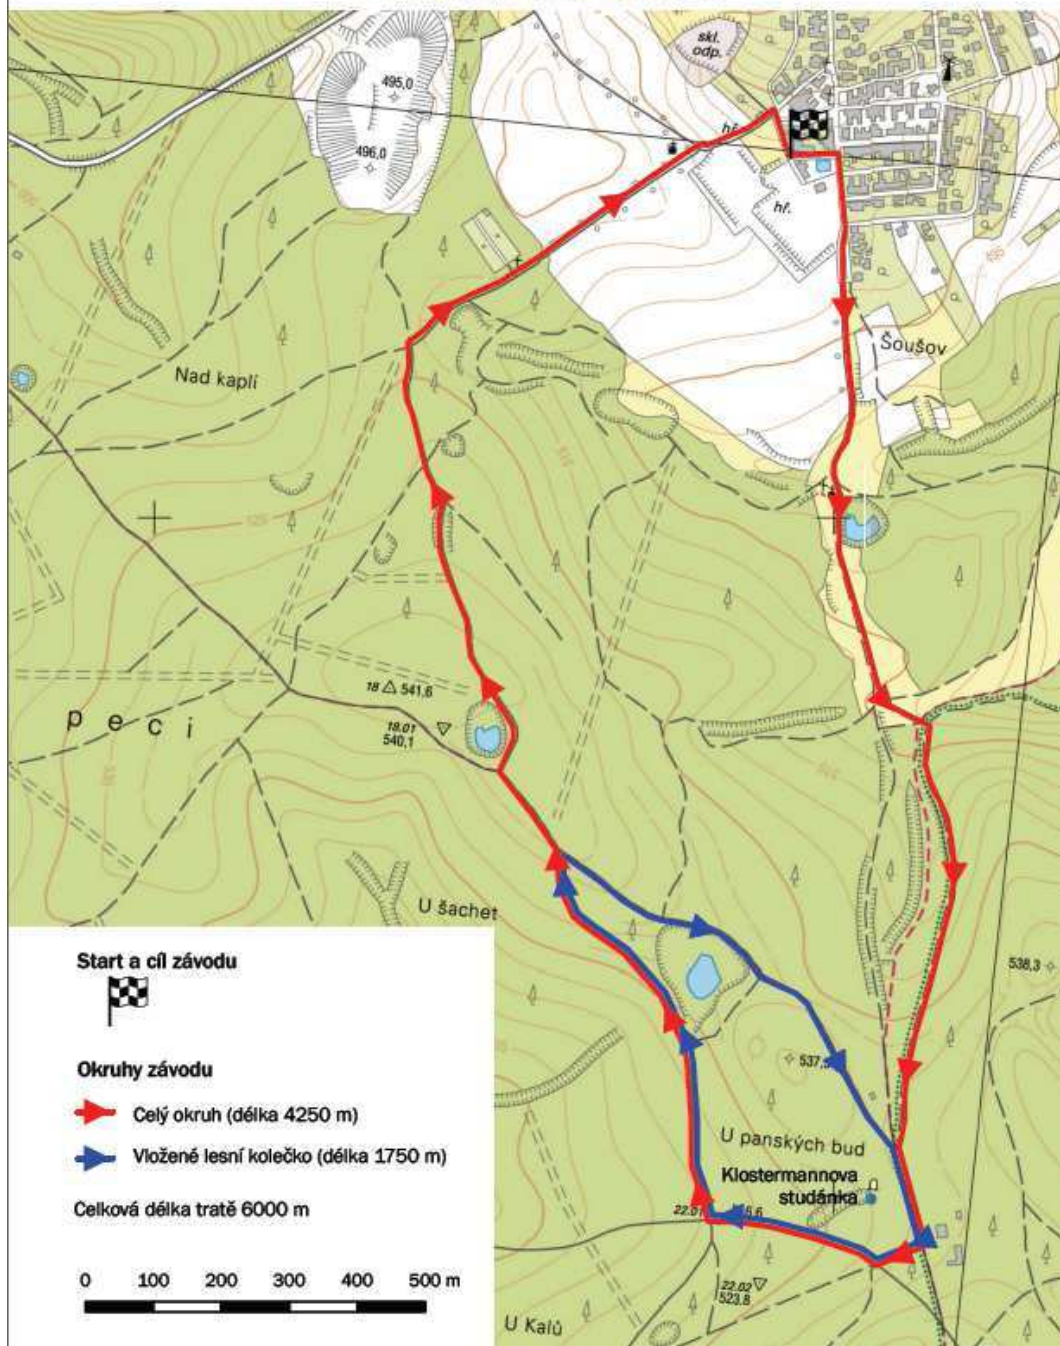 skl.
odp.
495,0
496,0
hř.
hř.
495
Šoušov
Nad kaplí
18 541,6
18.01
540,1
p e c í
U šachet
538,3
U panských bud
Klostermannova
studánka
22.02
523,8
U Kalů
Start a cíl závodu
Okruhy závodu
Celý okruh (délka 4250 m)
Vložené lesní kolečko (délka 1750 m)
Celková délka tratě 6000 m
0 100 200 300 400 500 m